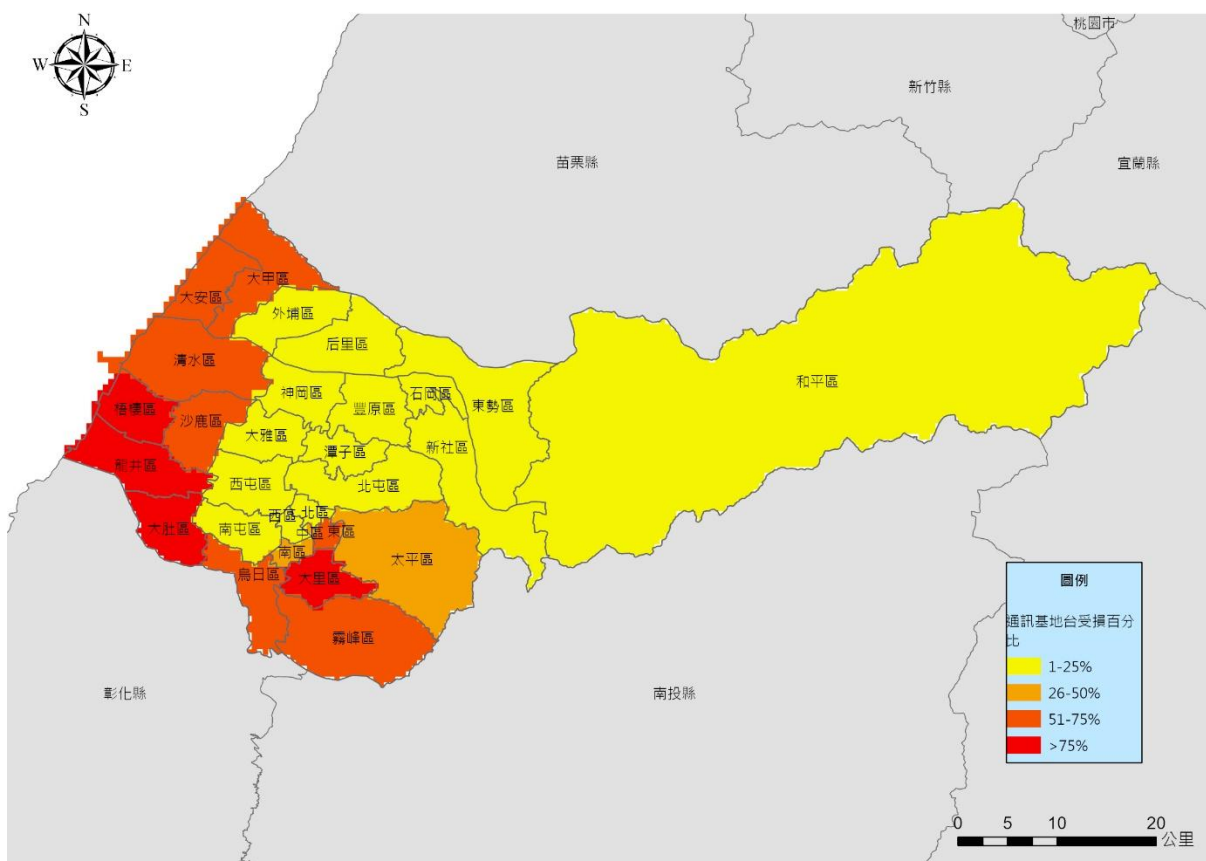 N
W E
S
桃園市
新竹縣
宜蘭縣
苗栗縣
大甲區
大安區
外埔區
后里區
清水區
和平區
神岡區
石岡區
東勢區
梧棲區
豐原區
沙鹿區
大雅區
新社區
潭子區
龍井區
西屯區
北屯區
北區
西區
大肚區
南屯區
中區
東區
南區
太平區
烏日區
大里區
霧峰區
彰化縣
南投縣
圖例
通訊基地台受損百分
比
1-25%
26-50%
51-75%
>75%
0 5 10 20
公里